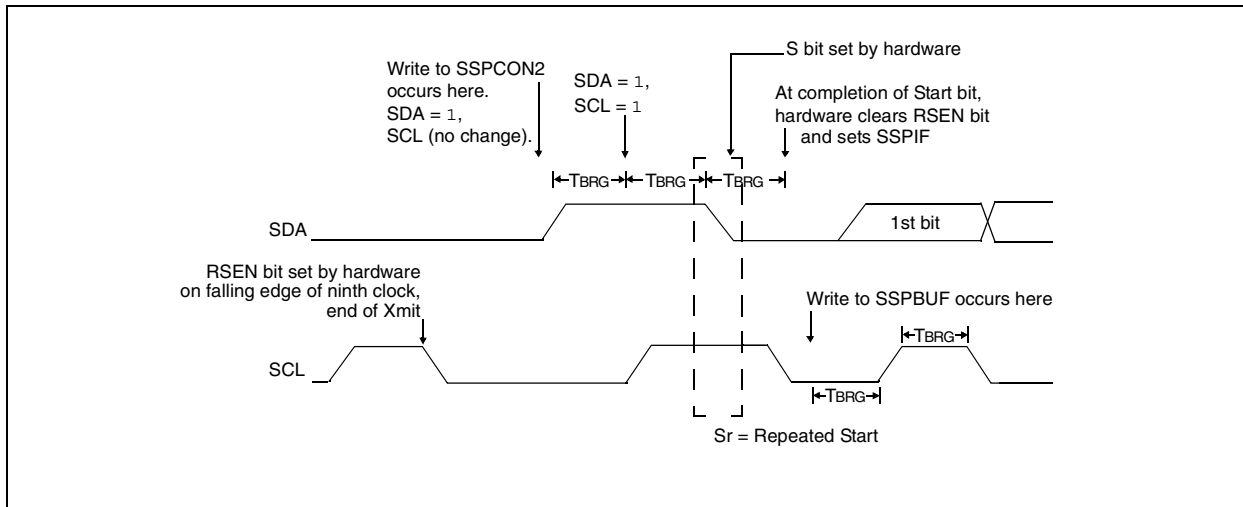 S bit set by hardware
Write to SSPCON2
occurs here.
SDA = 1,
SCL (no change).
SDA = 1,
SCL = 1
At completion of Start bit,
hardware clears RSEN bit
and sets SSPIF
TBRG
TBRG
TBRG
SDA
1st bit
RSEN bit set by hardware
on falling edge of ninth clock,
end of Xmit
Write to SSPBUF occurs here
TBRG
SCL
TBRG
Sr = Repeated Start